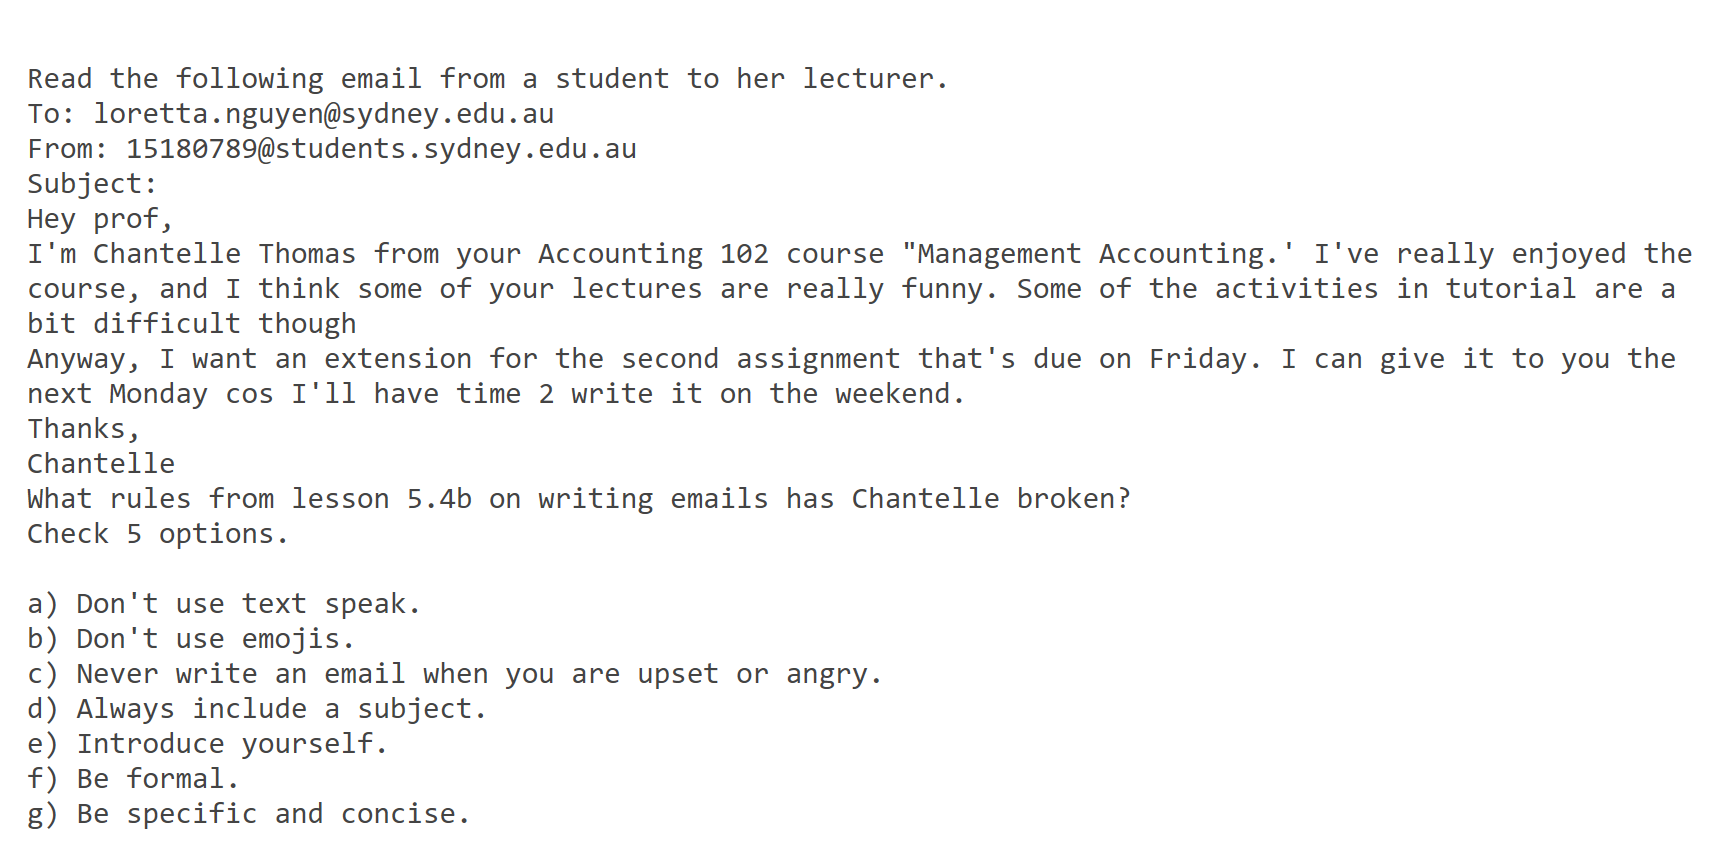 Read the following email from a student to her lecturer.
To: loretta.nguyen@sydney.edu.au
From: 15180789@students.sydney.edu.au
Subject:
Hey prof,
I'm Chantelle Thomas from your Accounting 102 course "Management Accounting.' I've really enjoyed the
course, and I think some of your lectures are really funny. Some of the activities in tutorial are a
bit difficult though
Anyway, I want an extension for the second assignment that's due on Friday. I can give it to you the
next Monday cos I'll have time 2 write it on the weekend.
Thanks,
Chantelle
What rules from lesson 5.4b on writing emails has Chantelle broken?
Check 5 options.
a) Don't use text speak.
b) Don't use emojis.
c) Never write an email when you are upset or angry.
d) Always include a subject.
e) Introduce yourself.
f) Be formal.
g) Be specific and concise.